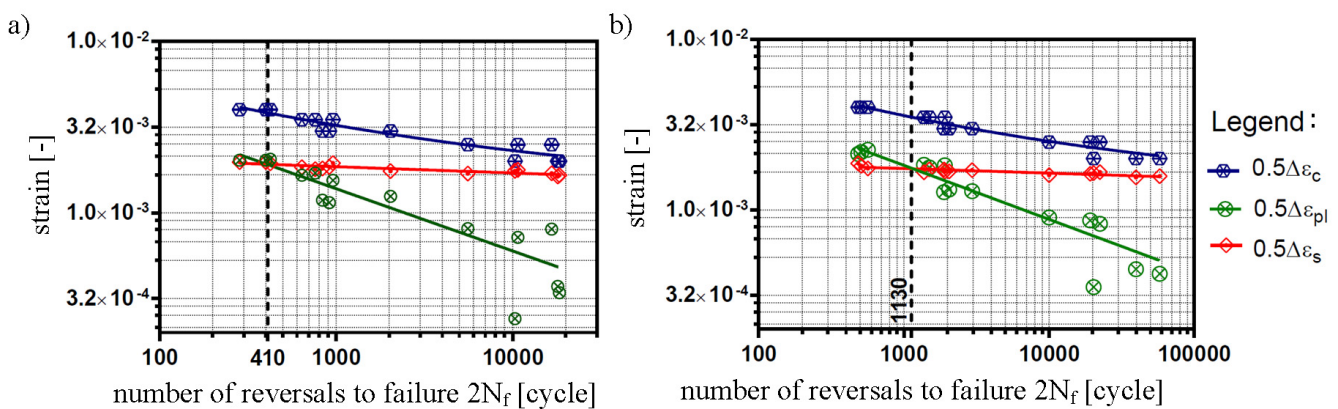 a)
1.0×10⁻²
3.2×10⁻³
1.0×10⁻³
3.2×10⁻⁴
strain [-]
100 410 1000 10000
number of reversals to failure 2N_f [cycle]
b)
1.0×10⁻²
3.2×10⁻³
1.0×10⁻³
3.2×10⁻⁴
strain [-]
1130
100 1000 10000 100000
number of reversals to failure 2N_f [cycle]
Legend:
0.5Δε_c
0.5Δε_pl
0.5Δε_s